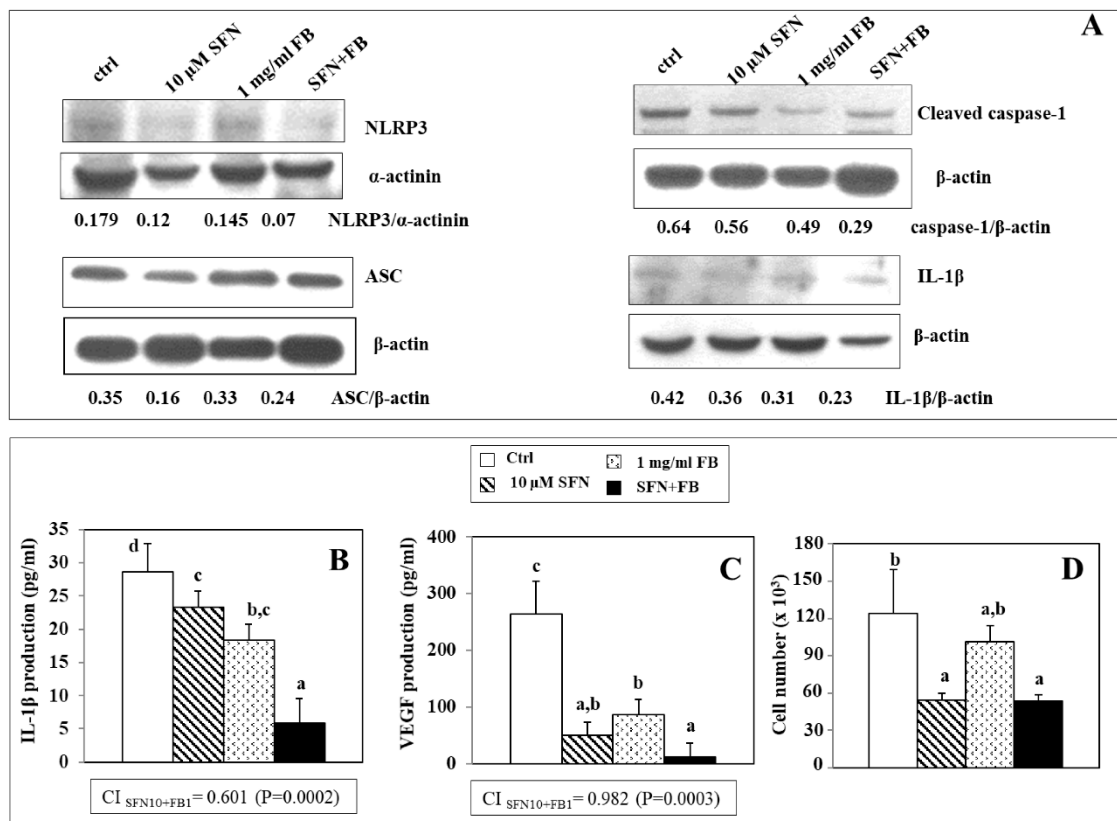 A
ctrl 10 µM SFN 1 mg/ml FB SFN+FB
NLRP3
α-actinin
0.179 0.12 0.145 0.07 NLRP3/α-actinin
ASC
β-actin
0.35 0.16 0.33 0.24 ASC/β-actin
ctrl 10 µM SFN 1 mg/ml FB SFN+FB
Cleaved caspase-1
β-actin
0.64 0.56 0.49 0.29 caspase-1/β-actin
IL-1β
β-actin
0.42 0.36 0.31 0.23 IL-1β/β-actin
Ctrl 1 mg/ml FB
10 µM SFN SFN+FB
B
IL-1β production (pg/ml)
35
30
25
20
15
10
5
0
d
c
b,c
a
CI SFN10+FB1= 0.601 (P=0.0002)
C
VEGF production (pg/ml)
400
300
200
100
0
c
a,b
b
a
CI SFN10+FB1= 0.982 (P=0.0003)
D
Cell number (x 10³)
180
150
120
90
60
30
0
b
a
a,b
a